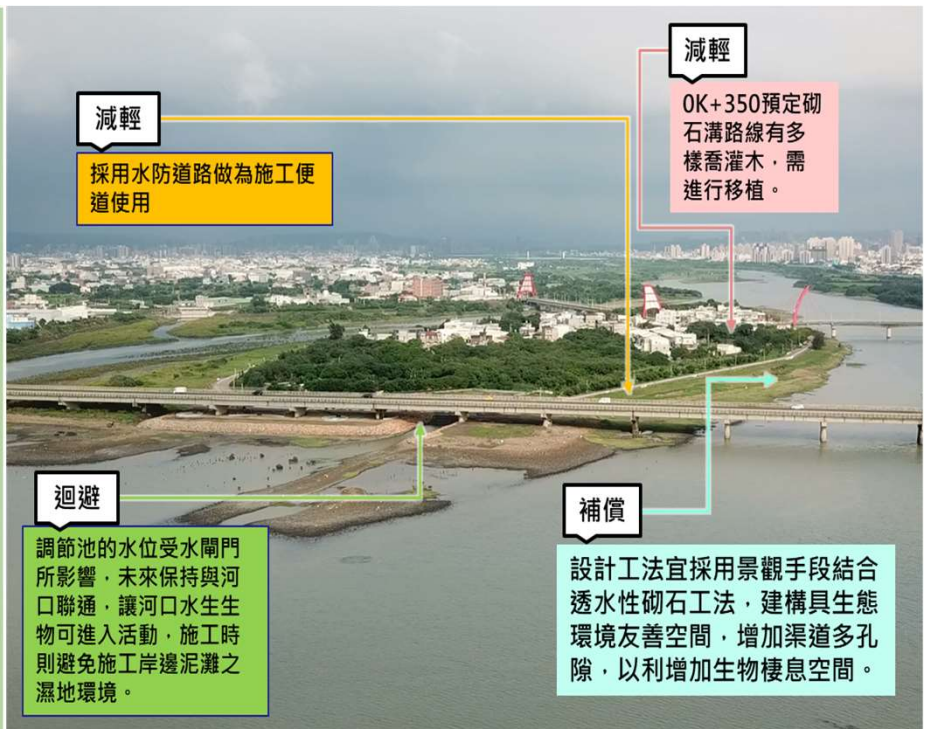 減輕
採用水防道路做為施工便
道使用
減輕
0K+350預定砌
石溝路線有多
樣喬灌木，需
進行移植。
迴避
調節池的水位受水閘門
所影響，未來保持與河
口聯通，讓河口水生生
物可進入活動，施工時
則避免施工岸邊泥灘之
濕地環境。
補償
設計工法宜採用景觀手段結合
透水性砌石工法，建構具生態
環境友善空間，增加渠道多孔
隙，以利增加生物棲息空間。